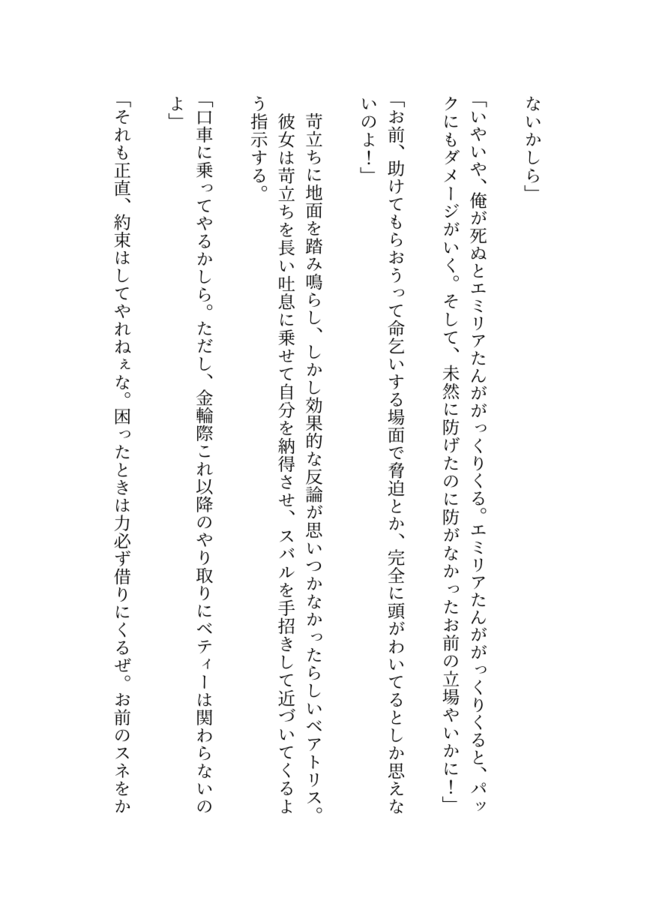 ないかしら」
「いやいや、俺が死ぬとエミリアたんががっくりくる。エミリアたんががっくりくると、パッ
クにもダメージがいく。そして、未然に防げたのに防がなかったお前の立場やいかに！」
「お前、助けてもらおうって命乞いする場面で脅迫とか、完全に頭がわいてるとしか思えな
いのよ！」
苛立ちに地面を踏み鳴らし、しかし効果的な反論が思いつかなかったらしいベアトリス。
彼女は苛立ちを長い吐息に乗せて自分を納得させ、スバルを手招きして近づいてくるよ
う指示する。
「口車に乗ってやるかしら。ただし、金輪際これ以降のやり取りにベティーは関わらないの
よ」
「それも正直、約束はしてやれねぇな。困ったときは力必ず借りにくるぜ。お前のスネをか